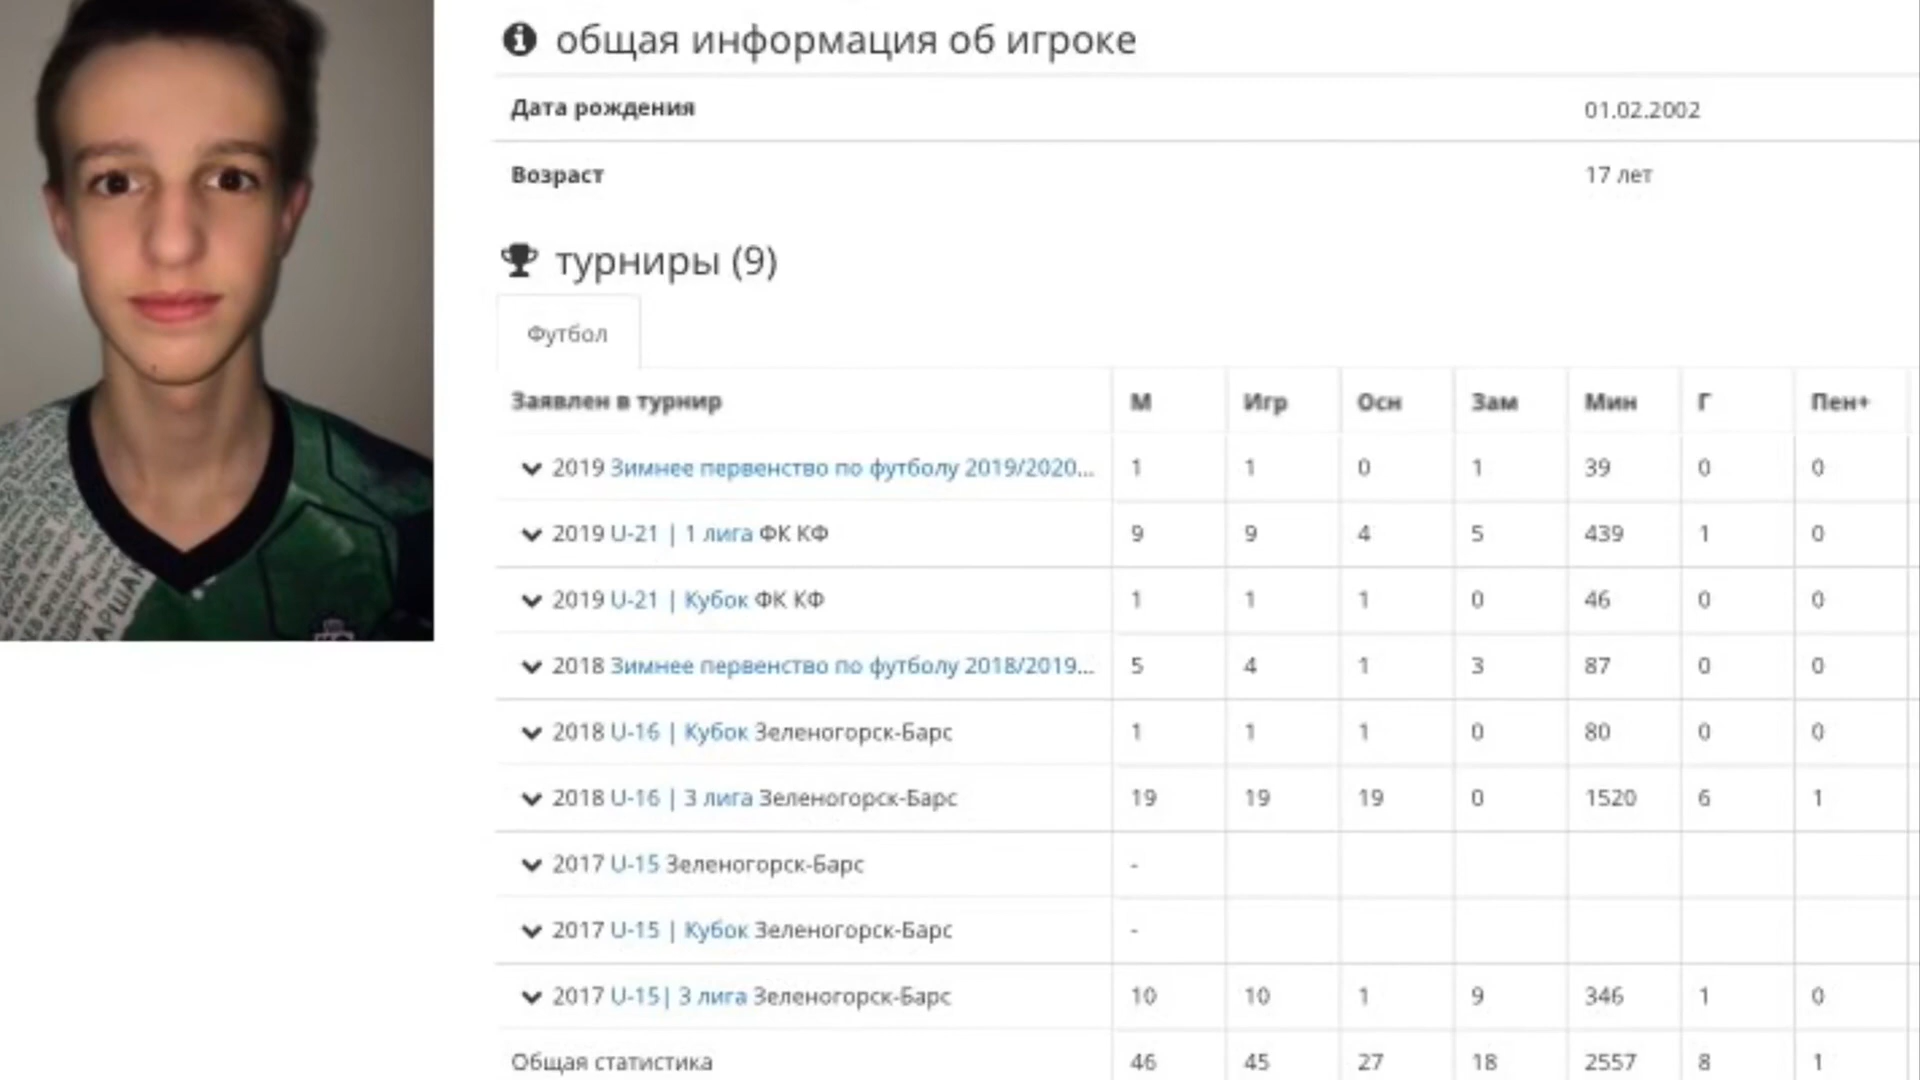 общая информация об игроке
Дата рождения 01.02.2002
Возраст 17 лет
турниры (9)
Футбол
Заявлен в турнир М Игр Осн Зам Мин Г Пен+
2019 Зимнее первенство по футболу 2019/2020... 1 1 0 1 39 0 0
2019 U-21 | 1 лига ФК КФ 9 9 4 5 439 1 0
2019 U-21 | Кубок ФК КФ 1 1 1 0 46 0 0
2018 Зимнее первенство по футболу 2018/2019... 5 4 1 3 87 0 0
2018 U-16 | Кубок Зеленогорск-Барс 1 1 1 0 80 0 0
2018 U-16 | 3 лига Зеленогорск-Барс 19 19 19 0 1520 6 1
2017 U-15 Зеленогорск-Барс -
2017 U-15 | Кубок Зеленогорск-Барс -
2017 U-15| 3 лига Зеленогорск-Барс 10 10 1 9 346 1 0
Общая статистика 46 45 27 18 2557 8 1